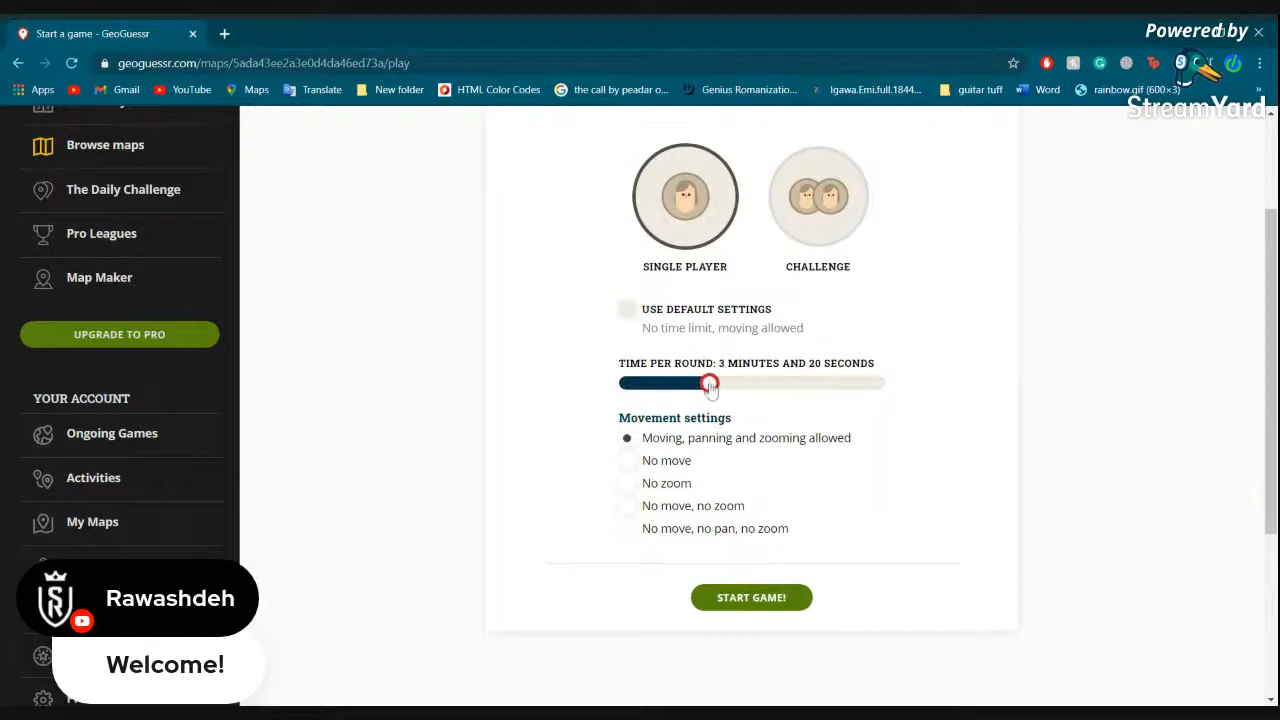 Start a game - GeoGuessr
Powered by
geoguessr.com/maps/5ada43ee2a3e0d4da46ed73a/play
Apps
Gmail
YouTube
Maps
Translate
New folder
HTML Color Codes
the call by peadar o...
Genius Romanizatio...
Igawa.Emi.full.1844...
guitar tuff
Word
rainbow.gif (600×3)
StreamYard
Browse maps
The Daily Challenge
Pro Leagues
Map Maker
UPGRADE TO PRO
YOUR ACCOUNT
Ongoing Games
Activities
My Maps
SINGLE PLAYER
CHALLENGE
USE DEFAULT SETTINGS
No time limit, moving allowed
TIME PER ROUND: 3 MINUTES AND 20 SECONDS
Movement settings
Moving, panning and zooming allowed
No move
No zoom
No move, no zoom
No move, no pan, no zoom
START GAME!
Rawashdeh
Welcome!